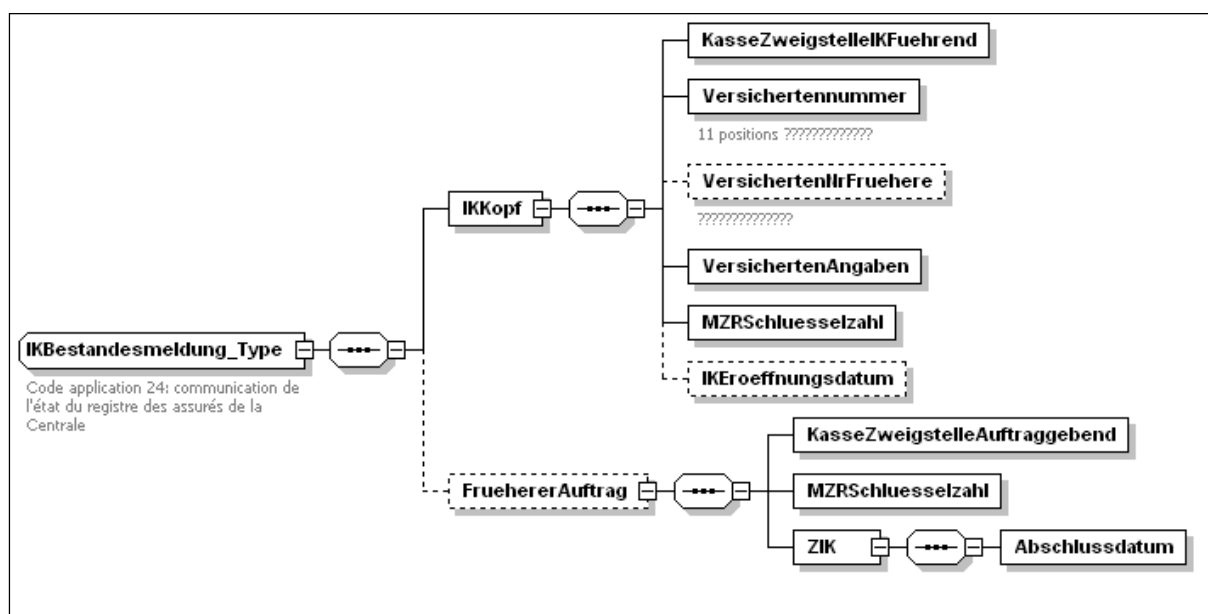 KasseZweigstelleIKFuehrend
Versichertennummer
11 positions ?????????????
VersichertenNrFruehere
??????????????
IKKopf
VersichertenAngaben
MZRSchluesselzahl
IKEroeffnungsdatum
IKBestandesmeldung_Type
Code application 24: communication de
l'état du registre des assurés de la
Centrale
KasseZweigstelleAuftraggebend
FruehererAuftrag
MZRSchluesselzahl
ZIK
Abschlussdatum